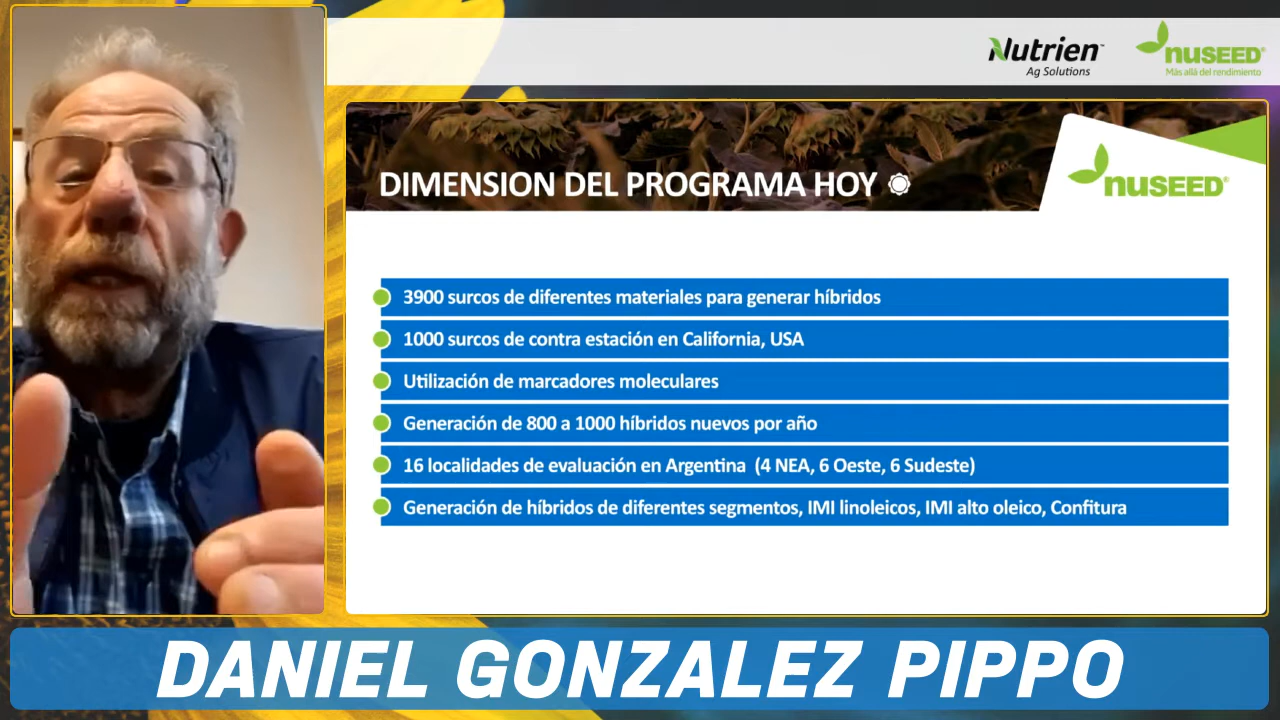 Nutrien
Ag Solutions
nuseed
Más allá del rendimiento
DIMENSION DEL PROGRAMA HOY
nuseed
3900 surcos de diferentes materiales para generar híbridos
1000 surcos de contra estación en California, USA
Utilización de marcadores moleculares
Generación de 800 a 1000 híbridos nuevos por año
16 localidades de evaluación en Argentina (4 NEA, 6 Oeste, 6 Sudeste)
Generación de híbridos de diferentes segmentos, IMI linoleicos, IMI alto oleico, Confitura
DANIEL GONZALEZ PIPPO